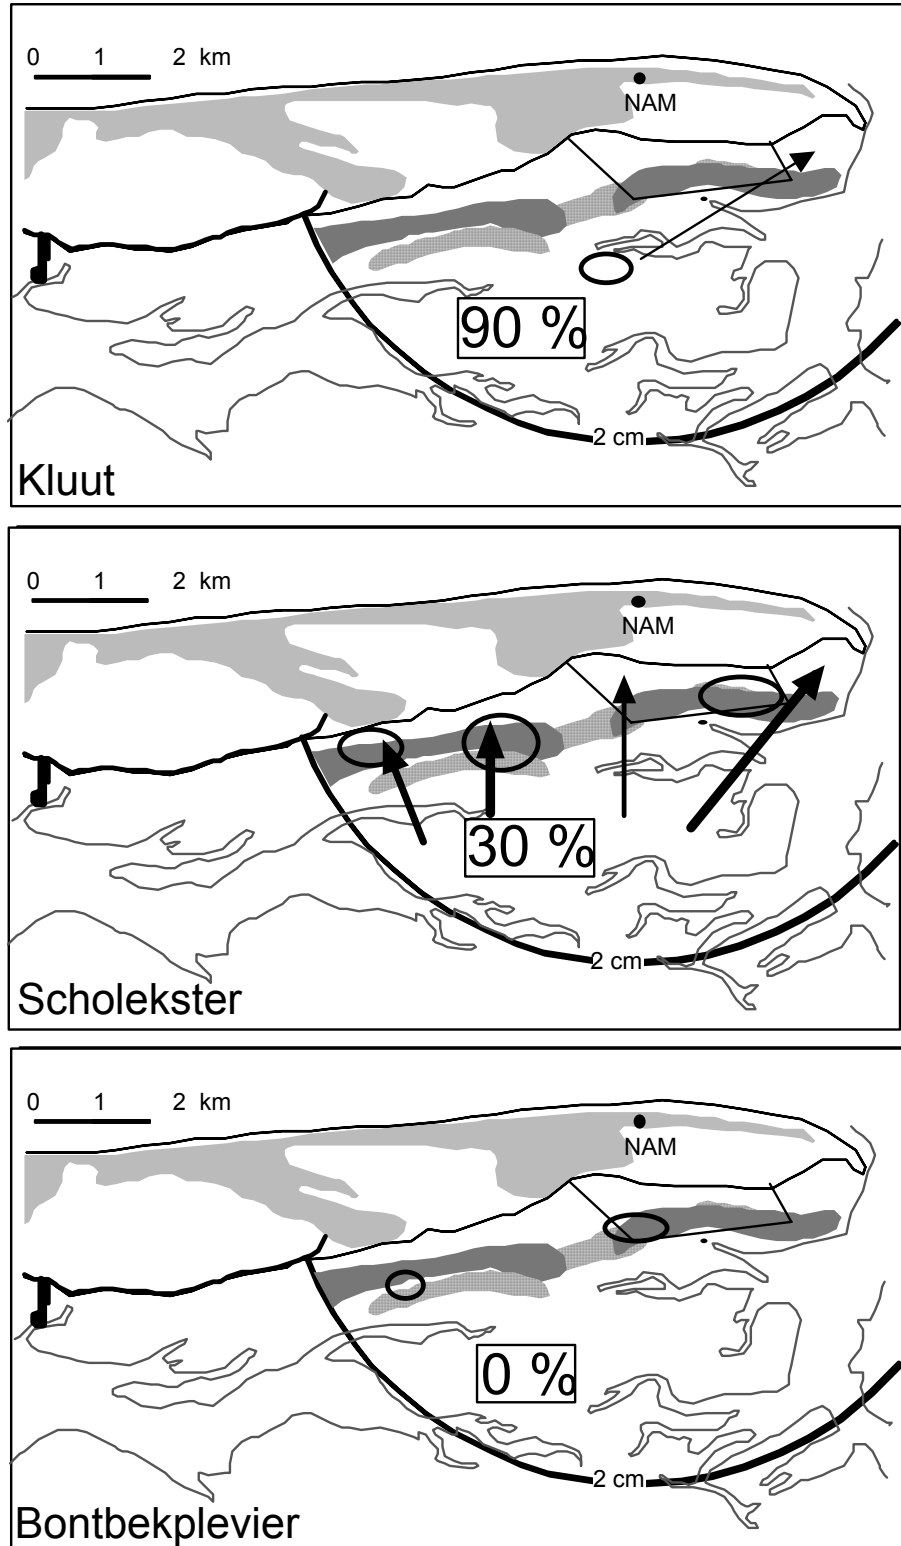 0 1 2 km
NAM
90 %
2 cm
Kluut
0 1 2 km
NAM
30 %
2 cm
Scholekster
0 1 2 km
NAM
0 %
2 cm
Bontbekplevier